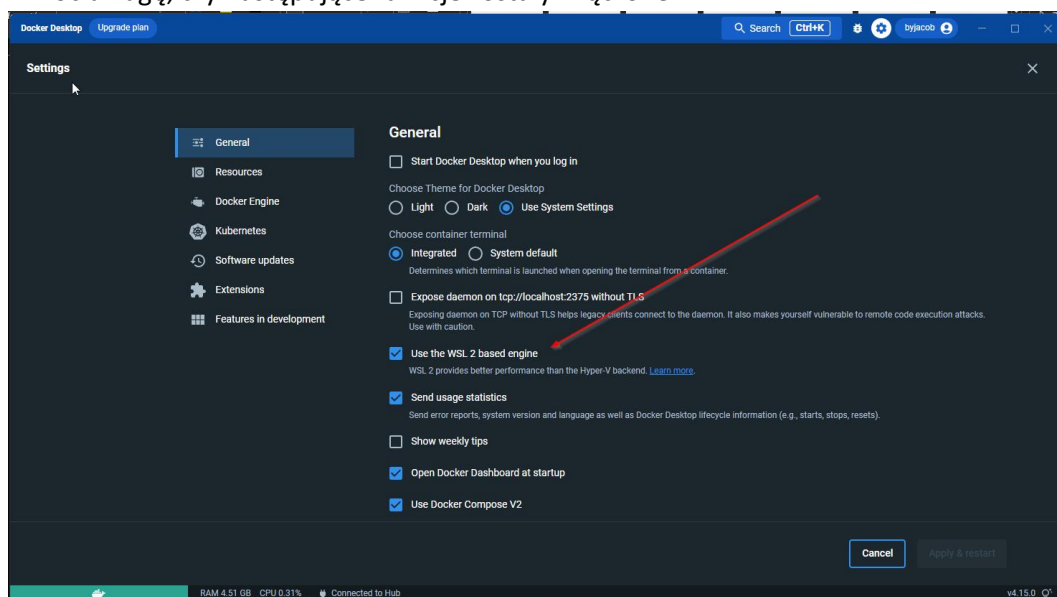 Docker Desktop Upgrade plan Search Ctrl+K byjacob
Settings
General
Resources
Docker Engine
Kubernetes
Software updates
Extensions
Features in development
General
Start Docker Desktop when you log in
Choose Theme for Docker Desktop
Light Dark Use System Settings
Choose container terminal
Integrated System default
Determines which terminal is launched when opening the terminal from a container.
Expose daemon on tcp://localhost:2375 without TLS
Exposing daemon on TCP without TLS helps legacy clients connect to the daemon. It also makes yourself vulnerable to remote code execution attacks.
Use with caution.
Use the WSL 2 based engine
WSL 2 provides better performance than the Hyper-V backend. Learn more.
Send usage statistics
Send error reports, system version and language as well as Docker Desktop lifecycle information (e.g., starts, stops, resets).
Show weekly tips
Open Docker Dashboard at startup
Use Docker Compose V2
Cancel Apply & restart
RAM 4.51 GB CPU 0.31% Connected to Hub v4.15.0